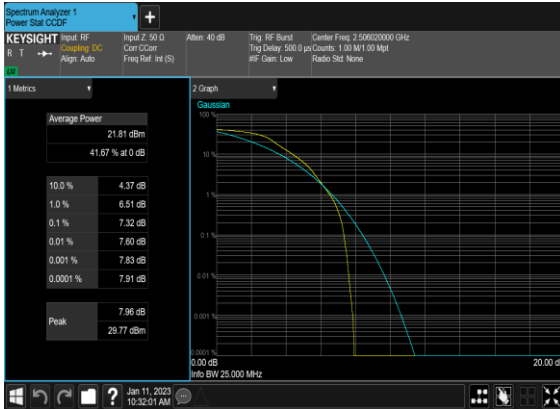 Spectrum Analyzer 1
Power Stat CCDF
KEYSIGHT
R T
LV
Input: RF
Coupling: DC
Align: Auto
Input Z: 50 Ω
Corr CCorr
Freq Ref: Int (S)
Atten: 40 dB
Trig: RF Burst
Trig Delay: 500.0 µs
#IF Gain: Low
Center Freq: 2.506020000 GHz
Counts: 1.00 M/1.00 Mpt
Radio Std: None
1 Metrics
Average Power
21.81 dBm
41.67 % at 0 dB
10.0 % 4.37 dB
1.0 % 6.51 dB
0.1 % 7.32 dB
0.01 % 7.60 dB
0.001 % 7.83 dB
0.0001 % 7.91 dB
Peak
7.96 dB
29.77 dBm
2 Graph
Gaussian
100 %
10 %
1 %
0.1 %
0.01 %
0.001 %
0.0001 %
0.00 dB
20.00 d
Info BW 25.000 MHz
?
Jan 11, 2023
10:32:01 AM